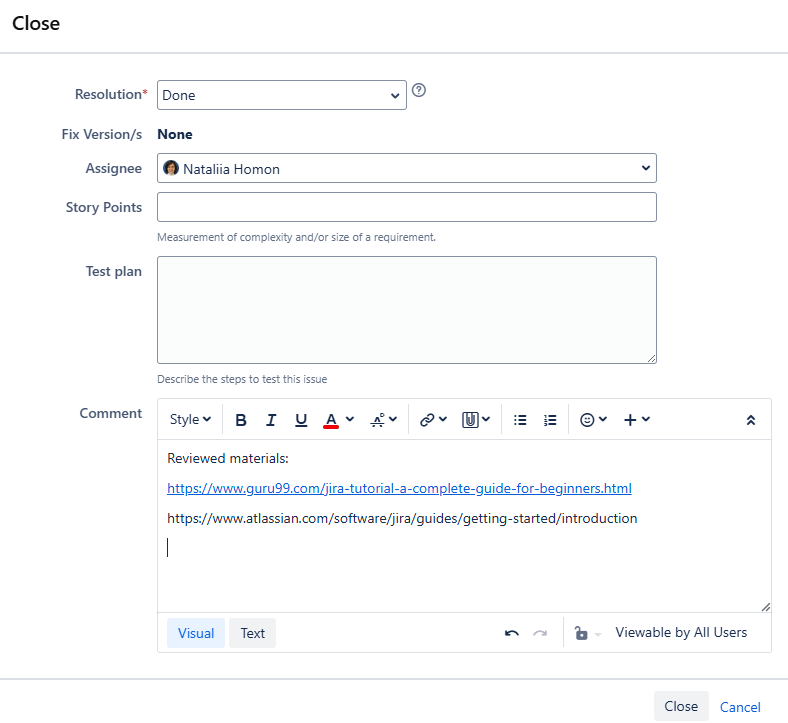 Close
Resolution* Done
Fix Version/s None
Assignee Nataliia Homon
Story Points
Measurement of complexity and/or size of a requirement.
Test plan
Describe the steps to test this issue
Comment Style B I U A
Reviewed materials:
https://www.guru99.com/jira-tutorial-a-complete-guide-for-beginners.html
https://www.atlassian.com/software/jira/guides/getting-started/introduction
Visual Text Viewable by All Users
Close Cancel